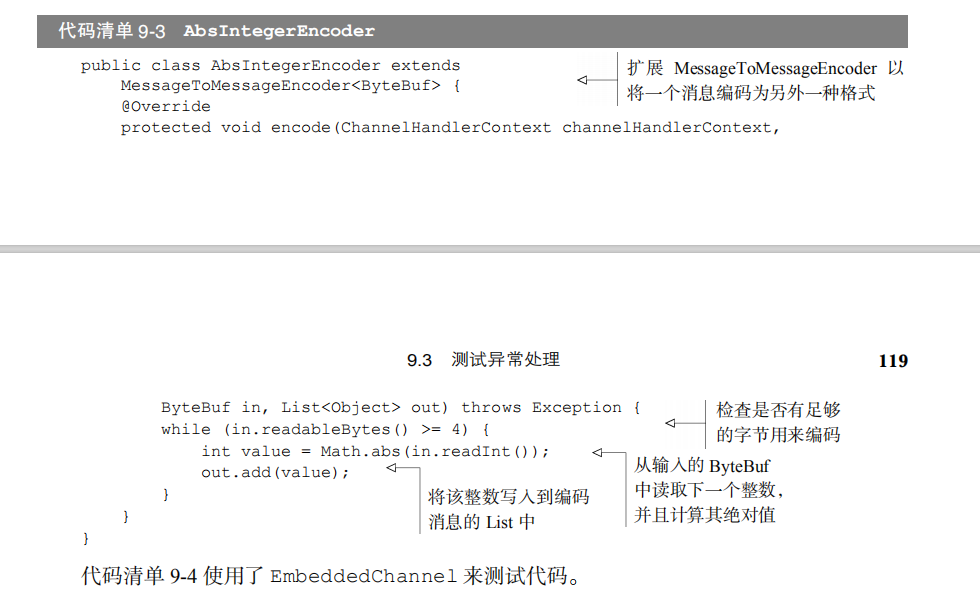 代码清单 9-3 AbsIntegerEncoder
public class AbsIntegerEncoder extends
MessageToMessageEncoder<ByteBuf> {
@Override
protected void encode(ChannelHandlerContext channelHandlerContext,
扩展 MessageToMessageEncoder 以
将一个消息编码为另外一种格式
9.3 测试异常处理 119
ByteBuf in, List<Object> out) throws Exception {
while (in.readableBytes() >= 4) {
int value = Math.abs(in.readInt());
out.add(value);
}
}
}
检查是否有足够
的字节用来编码
从输入的 ByteBuf
中读取下一个整数，
并且计算其绝对值
将该整数写入到编码
消息的 List 中
代码清单 9-4 使用了 EmbeddedChannel 来测试代码。